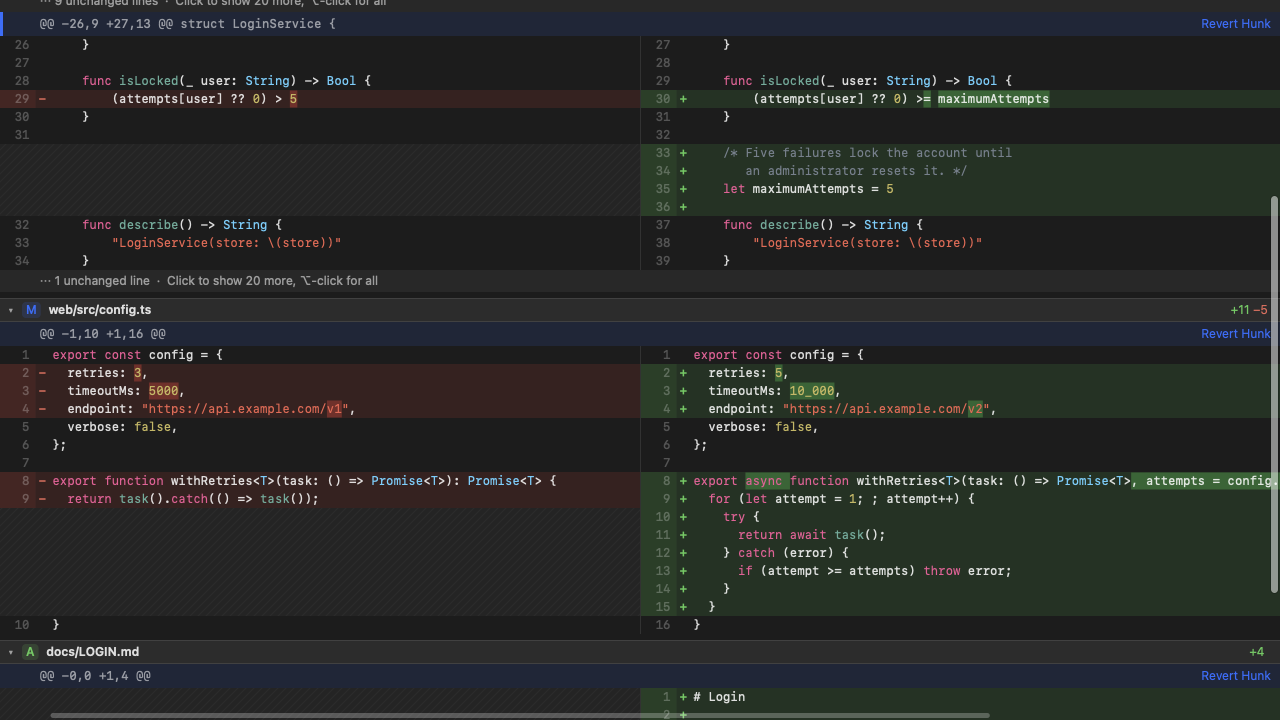 ··· 9 unchanged lines · Click to show 20 more, ⌥-click for all
@@ −26,9 +27,13 @@ struct LoginService {
Revert Hunk
26 }
27
28 func isLocked(_ user: String) -> Bool {
29 − (attempts[user] ?? 0) > 5
30 }
31
32 func describe() -> String {
33 "LoginService(store: \(store))"
34 }
27 }
28
29 func isLocked(_ user: String) -> Bool {
30 + (attempts[user] ?? 0) >= maximumAttempts
31 }
32
33 + /* Five failures lock the account until
34 + an administrator resets it. */
35 + let maximumAttempts = 5
36 +
37 func describe() -> String {
38 "LoginService(store: \(store))"
39 }
··· 1 unchanged line · Click to show 20 more, ⌥-click for all
▾ M web/src/config.ts +11 −5
@@ −1,10 +1,16 @@
Revert Hunk
1 export const config = {
2 − retries: 3,
3 − timeoutMs: 5000,
4 − endpoint: "https://api.example.com/v1",
5 verbose: false,
6 };
7
8 − export function withRetries<T>(task: () => Promise<T>): Promise<T> {
9 − return task().catch(() => task());
10 }
1 export const config = {
2 + retries: 5,
3 + timeoutMs: 10_000,
4 + endpoint: "https://api.example.com/v2",
5 verbose: false,
6 };
7
8 + export async function withRetries<T>(task: () => Promise<T>, attempts = config.
9 + for (let attempt = 1; ; attempt++) {
10 + try {
11 + return await task();
12 + } catch (error) {
13 + if (attempt >= attempts) throw error;
14 + }
15 + }
16 }
▾ A docs/LOGIN.md +4
@@ −0,0 +1,4 @@
Revert Hunk
1 + # Login
2 +